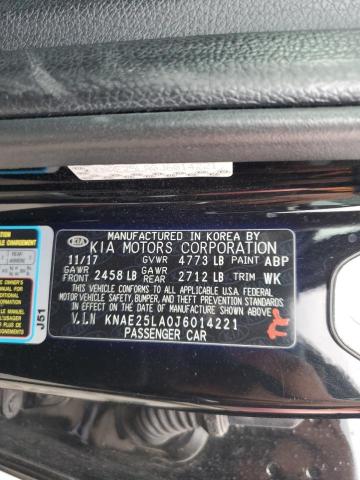 MANUFACTURED IN KOREA BY
KIA KIA MOTORS CORPORATION
11/17 GVWR 4773 LB PAINT ABP
GAWR FRONT 2458 LB GAWR REAR 2712 LB TRIM WK
THIS VEHICLE CONFORMS TO ALL APPLICABLE U.S. FEDERAL
MOTOR VEHICLE SAFETY, BUMPER, AND THEFT PREVENTION STANDARDS
IN EFFECT ON THE DATE OF MANUFACTURE SHOWN ABOVE.
V.I.N KNAE25LA0J6014221
PASSENGER CAR
J51